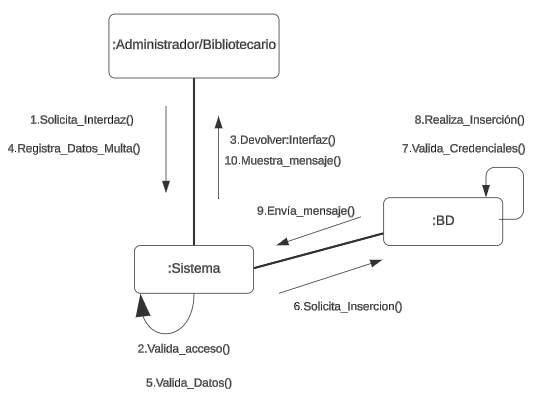 :Administrador/Bibliotecario
1.Solicita_Interdaz()
4.Registra_Datos_Multa()
3.Devolver:Interfaz()
10.Muestra_mensaje()
8.Realiza_Inserción()
7.Valida_Credenciales()
9.Envía_mensaje()
:BD
:Sistema
6.Solicita_Insercion()
2.Valida_acceso()
5.Valida_Datos()